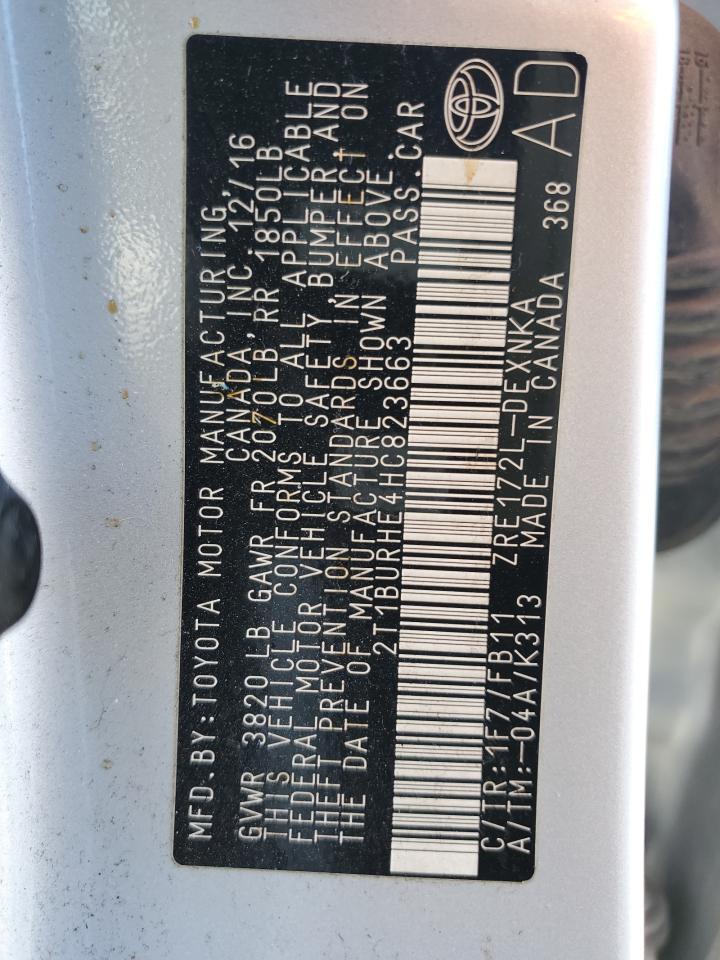 MFD.BY:TOYOTA MOTOR MANUFACTURING,
CANADA,INC. 12/16
GVWR 3820 LB GAWR FR 2070LB RR 1850LB
THIS VEHICLE CONFORMS TO ALL APPLICABLE
FEDERAL MOTOR VEHICLE SAFETY, BUMPER, AND
THEFT PREVENTION STANDARDS IN EFFECT ON
THE DATE OF MANUFACTURE SHOWN ABOVE.
2T1BURHE4HC823663 PASS.CAR
C/TR:1F7/FB11 ZRE172L-DEXNKA
A/TM:-04A/K313 MADE IN CANADA 368
AD